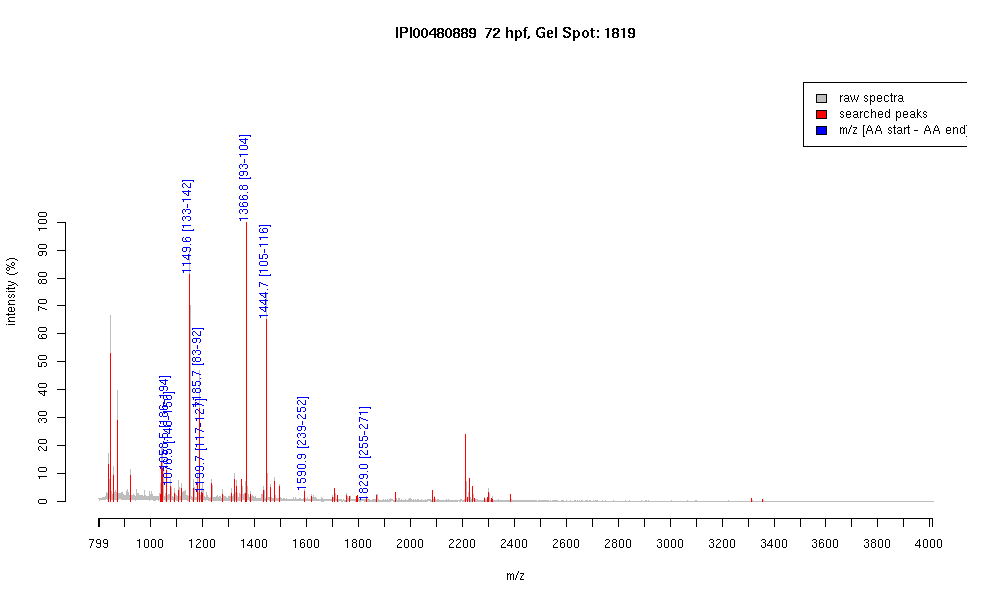 IPI00480889 72 hpf, Gel Spot: 1819
raw spectra
searched peaks
m/z [AA start - AA end]
1366.8 [93-104]
1149.6 [133-142]
1444.7 [105-116]
1185.7 [83-92]
1199.7 [117-127]
1590.9 [239-252]
1829.0 [255-271]
intensity (%)
0 10 20 30 40 50 60 70 80 90 100
799 1000 1200 1400 1600 1800 2000 2200 2400 2600 2800 3000 3200 3400 3600 3800 4000
m/z